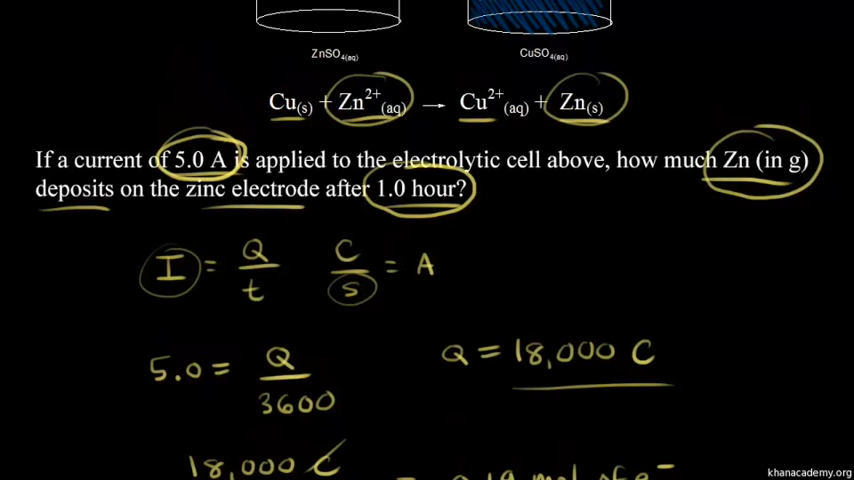 ZnSO4(aq) CuSO4(aq)
Cu(s) + Zn2+(aq) → Cu2+(aq) + Zn(s)
If a current of 5.0 A is applied to the electrolytic cell above, how much Zn (in g)
deposits on the zinc electrode after 1.0 hour?
I = Q/t C/s = A
5.0 = Q/3600 Q = 18,000 C
18,000 C = mol of e-
khanacademy.org